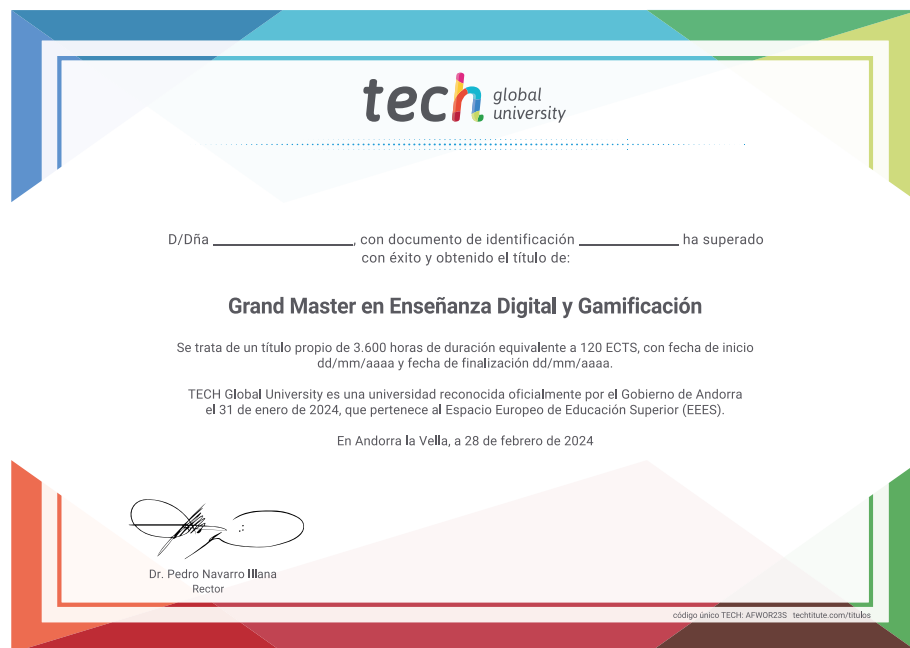 tech global university
D/Dña ________________, con documento de identificación ____________ ha superado
con éxito y obtenido el título de:
Grand Master en Enseñanza Digital y Gamificación
Se trata de un título propio de 3.600 horas de duración equivalente a 120 ECTS, con fecha de inicio
dd/mm/aaaa y fecha de finalización dd/mm/aaaa.
TECH Global University es una universidad reconocida oficialmente por el Gobierno de Andorra
el 31 de enero de 2024, que pertenece al Espacio Europeo de Educación Superior (EEES).
En Andorra la Vella, a 28 de febrero de 2024
Dr. Pedro Navarro Illana
Rector
código único TECH: AFWOR23S techtitute.com/titulos